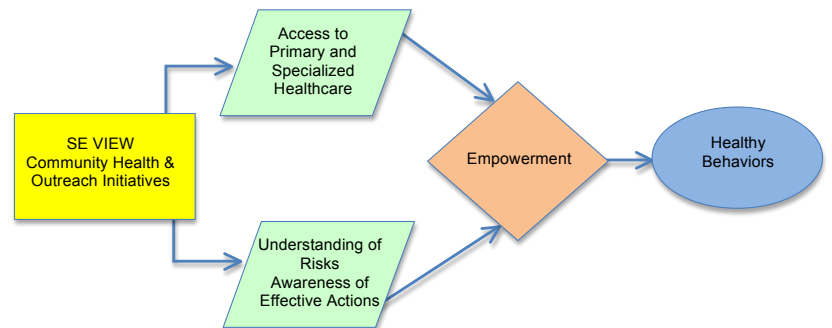 Access to
Primary and
Specialized
Healthcare
SE VIEW
Community Health &
Outreach Initiatives
Empowerment
Healthy
Behaviors
Understanding of
Risks
Awareness of
Effective Actions